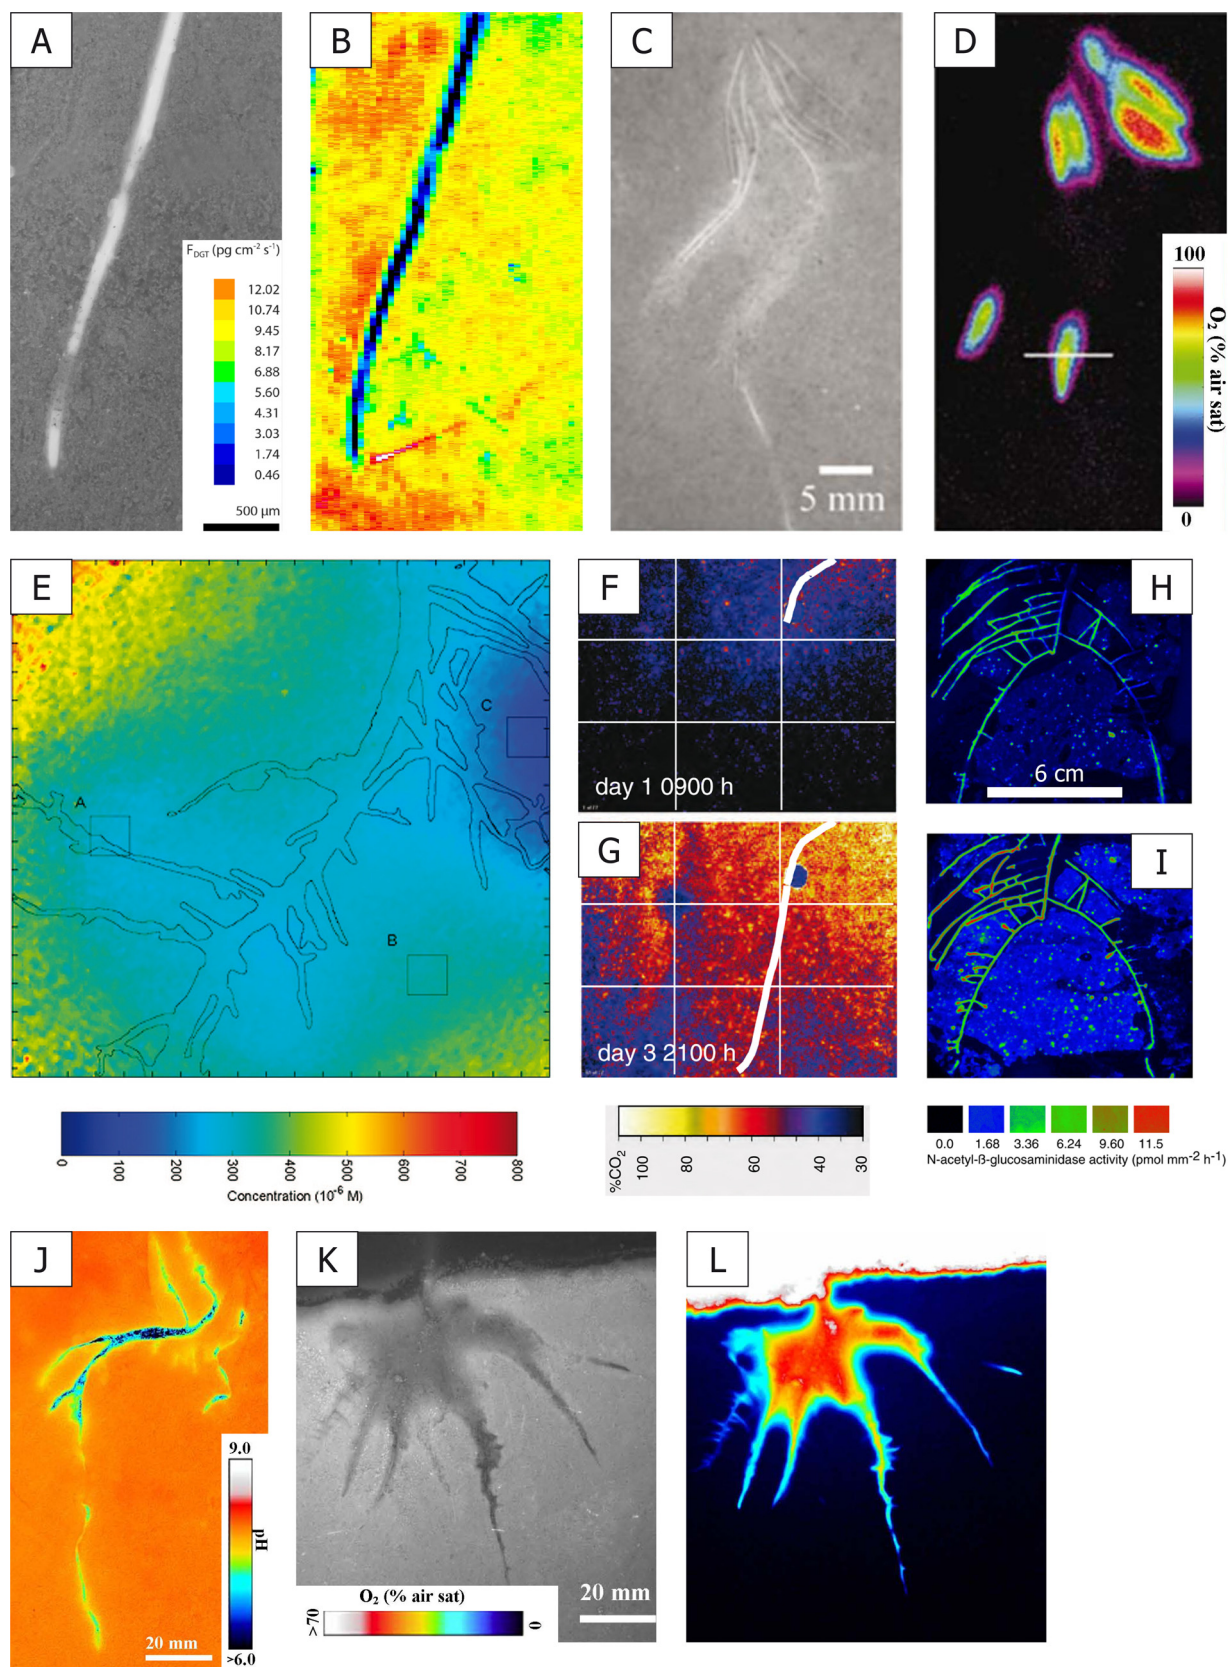 A
B
C
D
F_DGT (pg cm⁻² s⁻¹)
12.02
10.74
9.45
8.17
6.88
5.60
4.31
3.03
1.74
0.46
500 µm
5 mm
100
O₂ (% air sat)
0
E
C
A
B
0
100
200
300
400
500
600
700
800
Concentration (10⁻⁶ M)
F
day 1 0900 h
G
day 3 2100 h
%CO₂
100
80
60
40
30
H
6 cm
I
0.0 1.68 3.36 6.24 9.60 11.5
N-acetyl-ß-glucosaminidase activity (pmol mm⁻² h⁻¹)
J
9.0
pH
>6.0
20 mm
K
O₂ (% air sat)
>70
0
20 mm
L